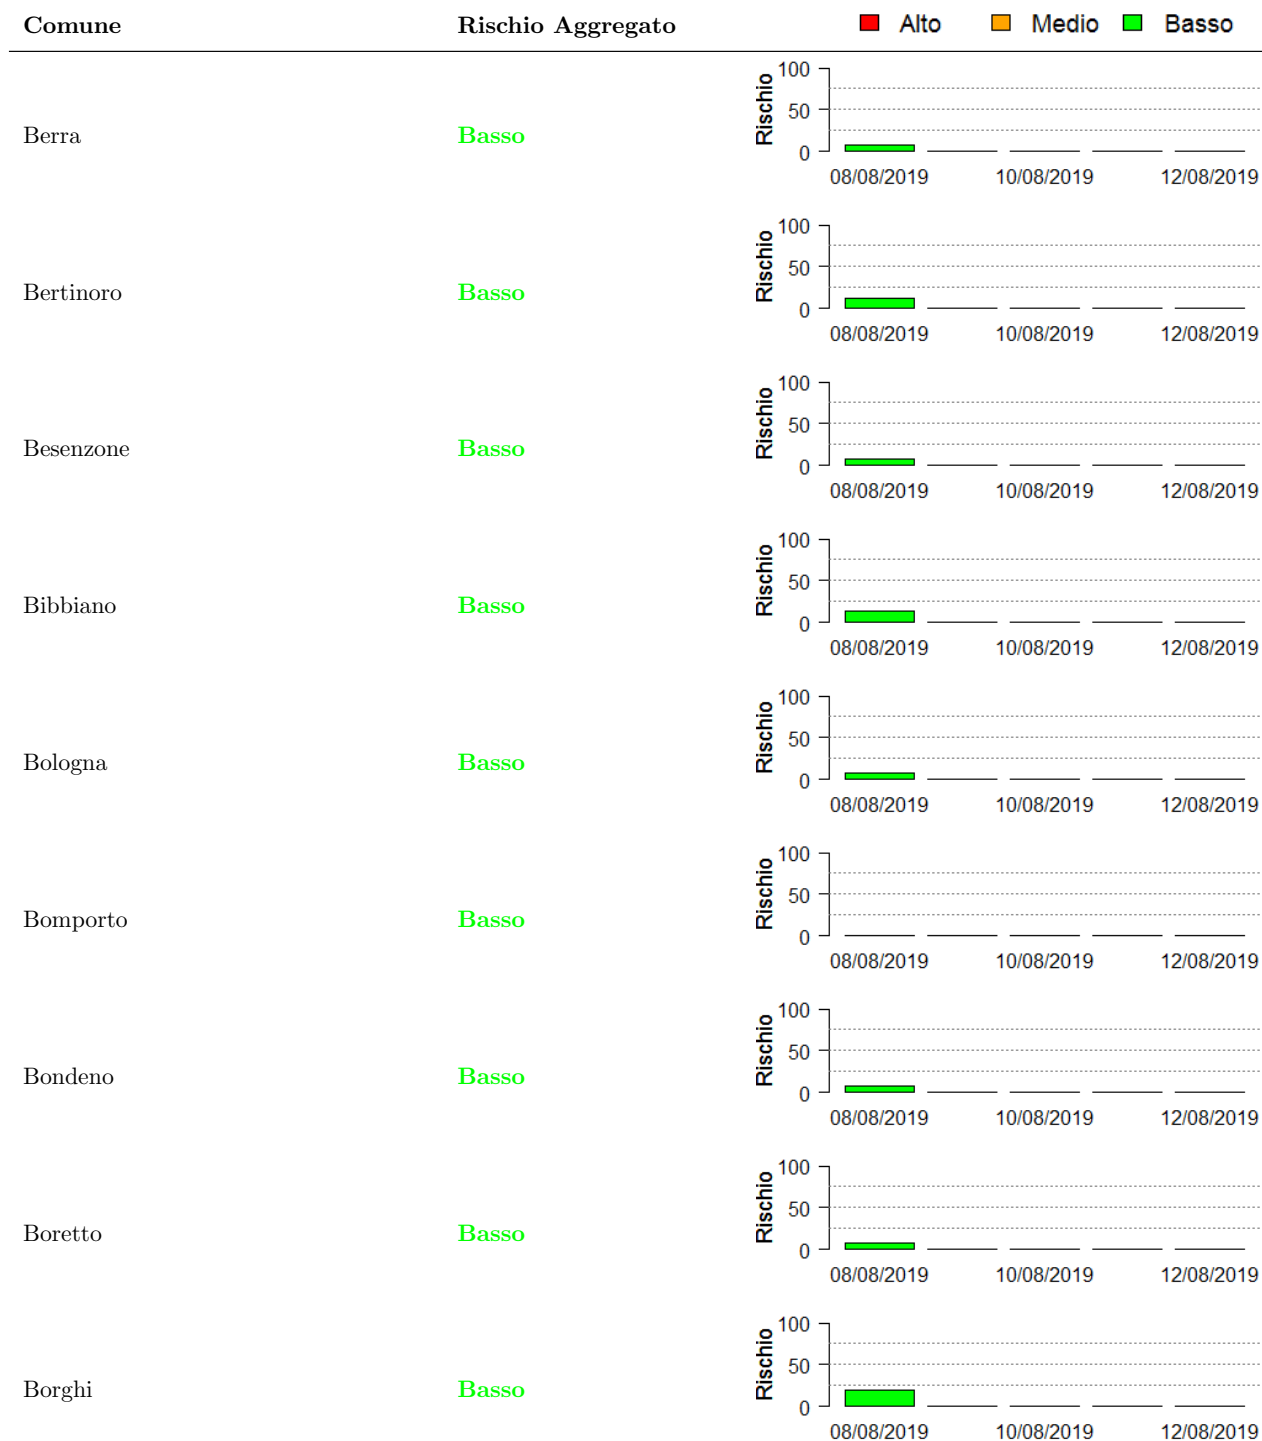 Comune Rischio Aggregato Alto Medio Basso
Berra Basso Rischio 100 50 0
08/08/2019 10/08/2019 12/08/2019
Bertinoro Basso Rischio 100 50 0
08/08/2019 10/08/2019 12/08/2019
Besenzone Basso Rischio 100 50 0
08/08/2019 10/08/2019 12/08/2019
Bibbiano Basso Rischio 100 50 0
08/08/2019 10/08/2019 12/08/2019
Bologna Basso Rischio 100 50 0
08/08/2019 10/08/2019 12/08/2019
Bomporto Basso Rischio 100 50 0
08/08/2019 10/08/2019 12/08/2019
Bondeno Basso Rischio 100 50 0
08/08/2019 10/08/2019 12/08/2019
Boretto Basso Rischio 100 50 0
08/08/2019 10/08/2019 12/08/2019
Borghi Basso Rischio 100 50 0
08/08/2019 10/08/2019 12/08/2019